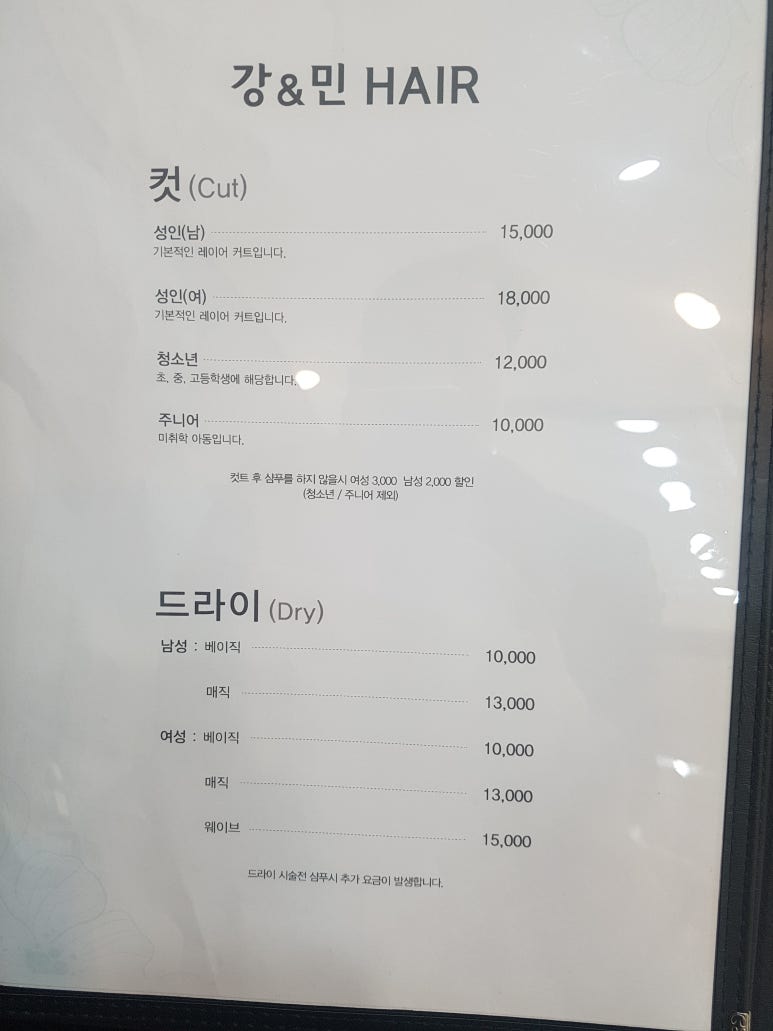 강&민 HAIR
컷 (Cut)
성인(남) 15,000
기본적인 레이어 커트입니다.
성인(여) 18,000
기본적인 레이어 커트입니다.
청소년 12,000
초, 중, 고등학생에 해당합니다.
주니어 10,000
미취학 아동입니다.
컷트 후 샴푸를 하지 않을시 여성 3,000 남성 2,000 할인
(청소년 / 주니어 제외)
드라이 (Dry)
남성 : 베이직 10,000
매직 13,000
여성 : 베이직 10,000
매직 13,000
웨이브 15,000
드라이 시술전 샴푸시 추가 요금이 발생합니다.